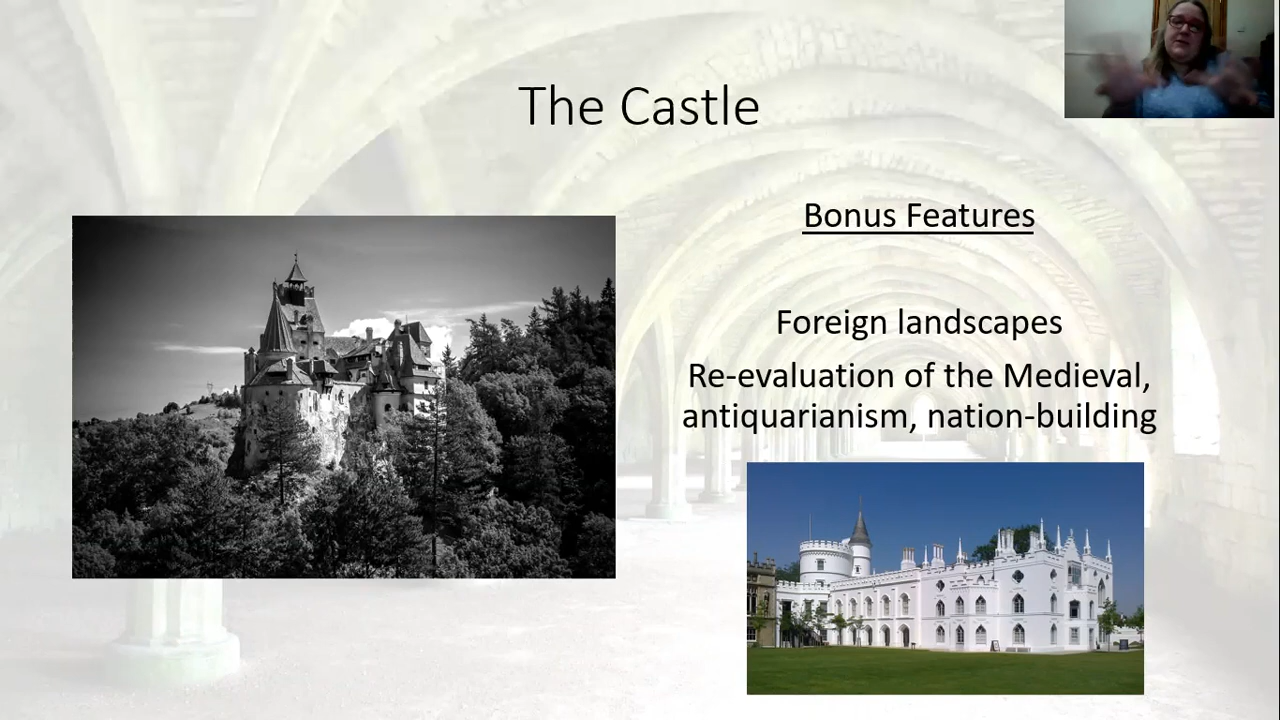 The Castle
Bonus Features
Foreign landscapes
Re-evaluation of the Medieval,
antiquarianism, nation-building